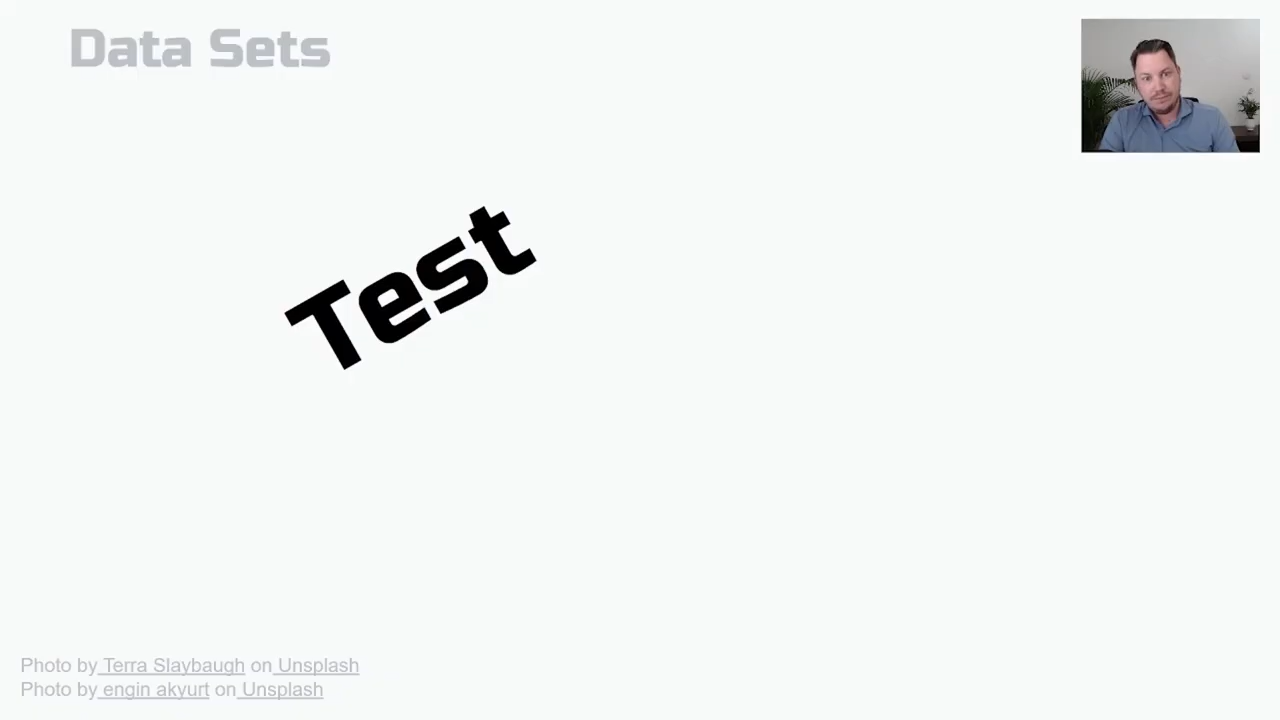 Data Sets
Test
Photo by Terra Slaybaugh on Unsplash
Photo by engin akyurt on Unsplash